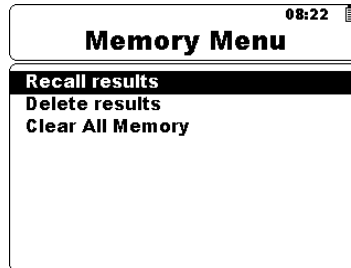 08:22
Memory Menu
Recall results
Delete results
Clear All Memory